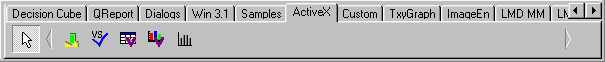 Decision Cube QReport Dialogs Win 3.1 Samples ActiveX Custom TxyGraph ImageEn LMD MM
VS